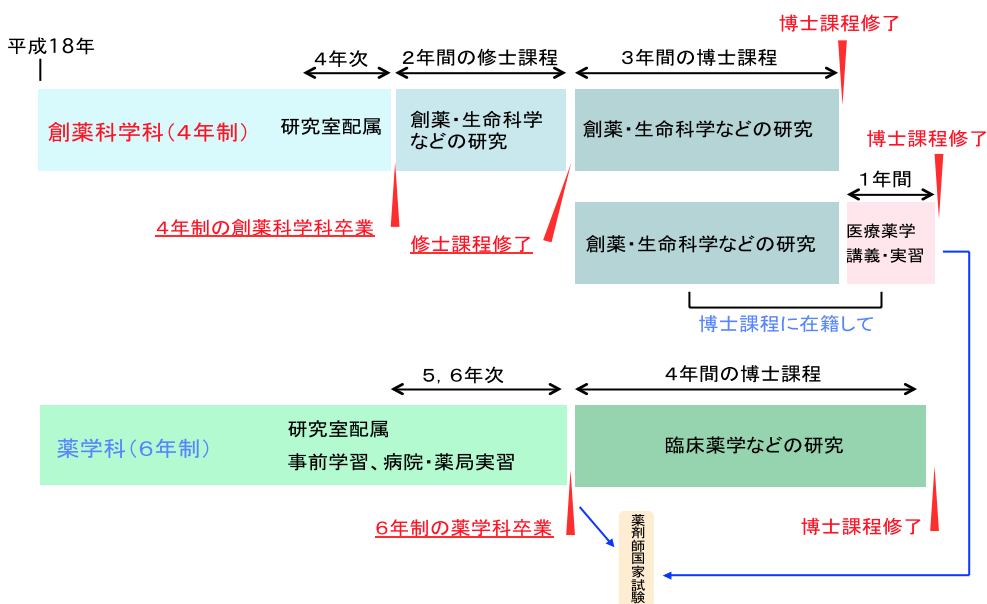 博士課程修了
平成18年
4年次
2年間の修士課程
3年間の博士課程
創薬科学科(4年制)
研究室配属
創薬・生命科学
などの研究
創薬・生命科学などの研究
博士課程修了
1年間
4年制の創薬科学科卒業
修士課程修了
創薬・生命科学などの研究
医療薬学
講義・実習
博士課程に在籍して
5, 6年次
4年間の博士課程
薬学科(6年制)
研究室配属
事前学習、病院・薬局実習
臨床薬学などの研究
6年制の薬学科卒業
博士課程修了
薬剤師国家試験